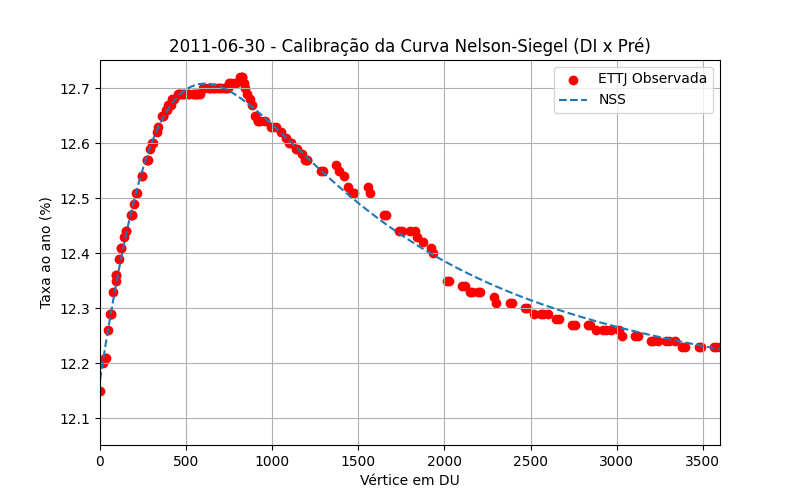 2011-06-30 - Calibração da Curva Nelson-Siegel (DI x Pré)
ETTJ Observada
NSS
12.7
12.6
12.5
12.4
12.3
12.2
12.1
Taxa ao ano (%)
0 500 1000 1500 2000 2500 3000 3500
Vértice em DU